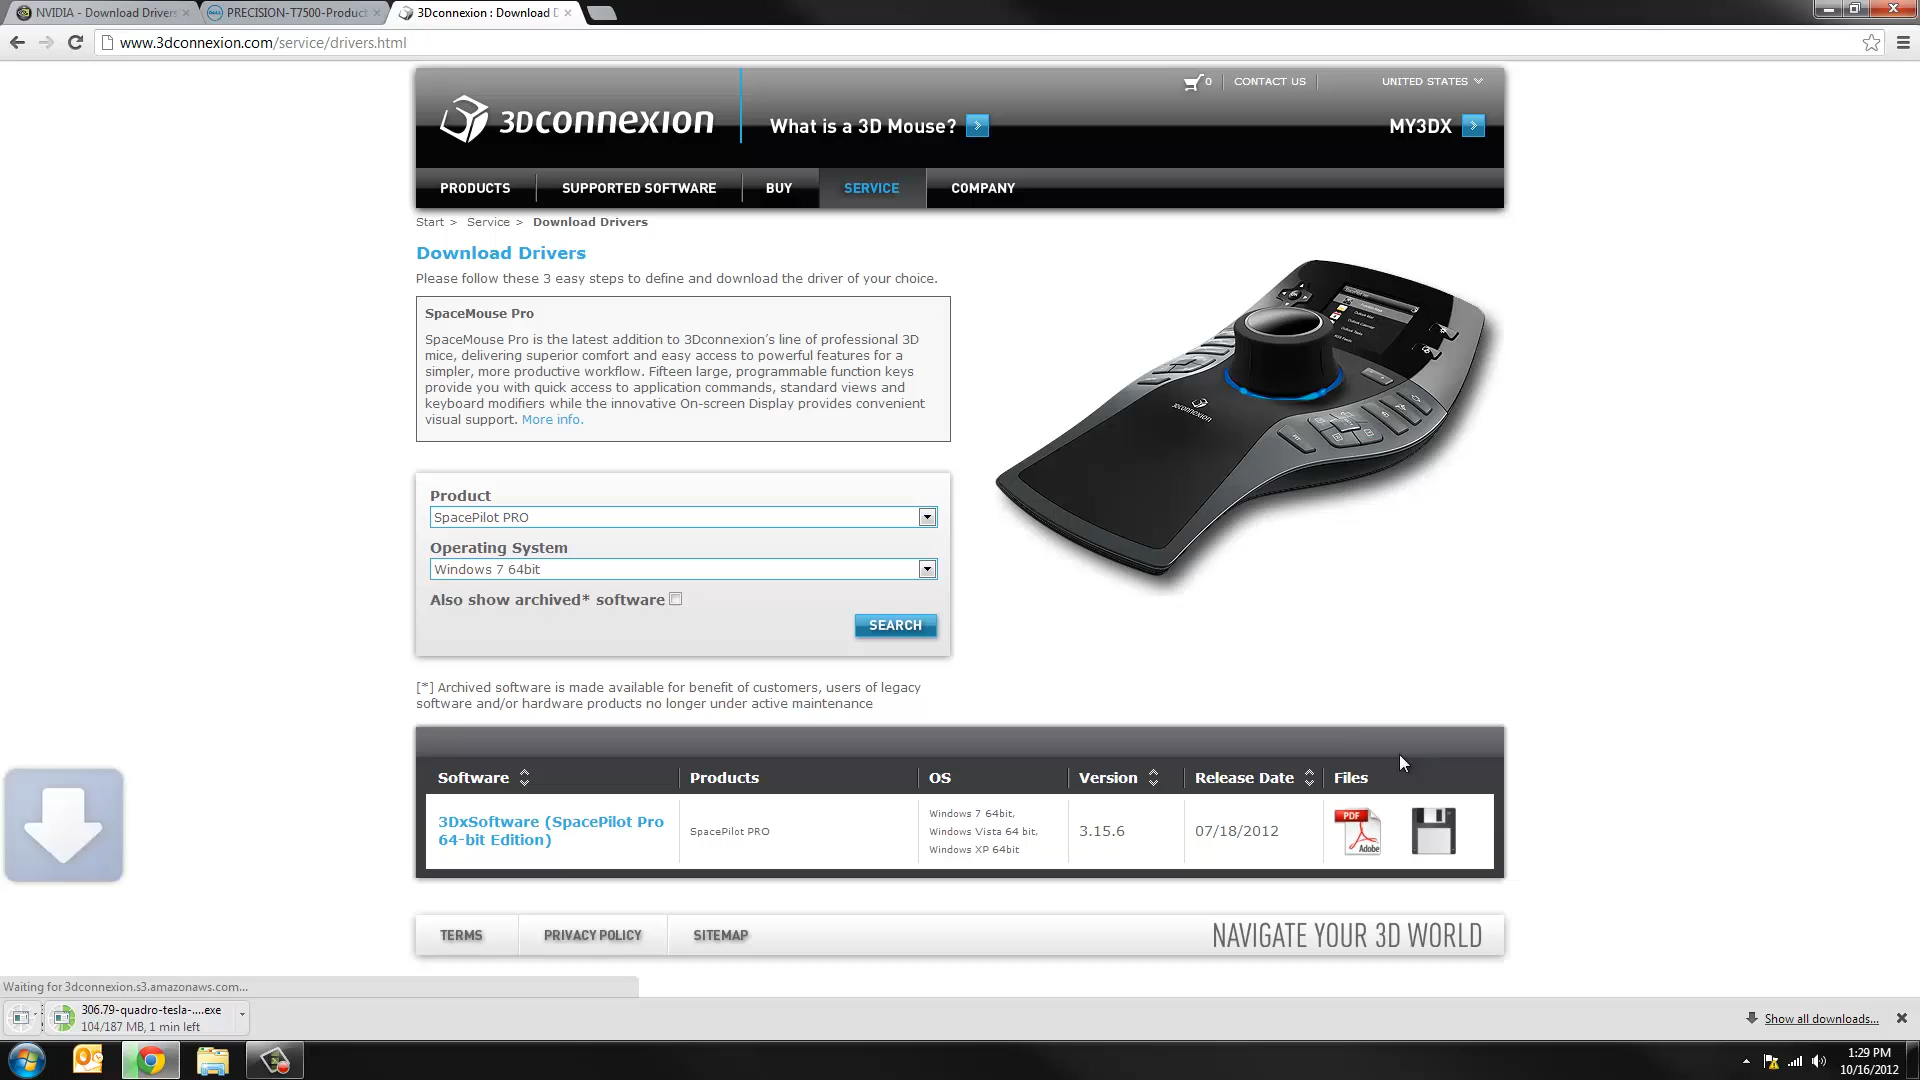 NVIDIA - Download Drivers
PRECISION-T7500-Product
3Dconnexion : Download D
www.3dconnexion.com/service/drivers.html
0
CONTACT US
UNITED STATES
3Dconnexion
What is a 3D Mouse?
MY3DX
PRODUCTS
SUPPORTED SOFTWARE
BUY
SERVICE
COMPANY
Start > Service > Download Drivers
Download Drivers
Please follow these 3 easy steps to define and download the driver of your choice.
SpaceMouse Pro
SpaceMouse Pro is the latest addition to 3Dconnexion’s line of professional 3D
mice, delivering superior comfort and easy access to powerful features for a
simpler, more productive workflow. Fifteen large, programmable function keys
provide you with quick access to application commands, standard views and
keyboard modifiers while the innovative On-screen Display provides convenient
visual support. More info.
3Dconnexion
Product
SpacePilot PRO
Operating System
Windows 7 64bit
Also show archived* software
SEARCH
[*] Archived software is made available for benefit of customers, users of legacy
software and/or hardware products no longer under active maintenance
Software
Products
OS
Version
Release Date
Files
3DxSoftware (SpacePilot Pro
64-bit Edition)
SpacePilot PRO
Windows 7 64bit,
Windows Vista 64 bit,
Windows XP 64bit
3.15.6
07/18/2012
PDF
Adobe
TERMS
PRIVACY POLICY
SITEMAP
NAVIGATE YOUR 3D WORLD
Waiting for 3dconnexion.s3.amazonaws.com...
306.79-quadro-tesla-....exe
104/187 MB, 1 min left
Show all downloads...
1:29 PM
10/16/2012